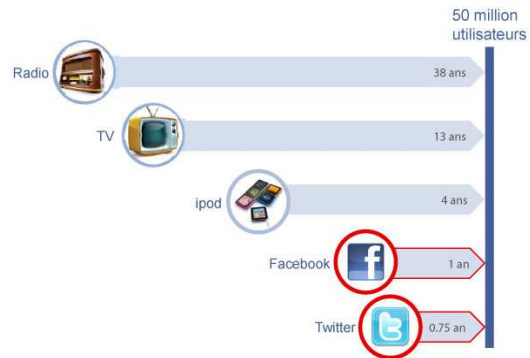 50 million
utilisateurs
Radio
38 ans
TV
13 ans
ipod
4 ans
Facebook
f
1 an
Twitter
t
0.75 an